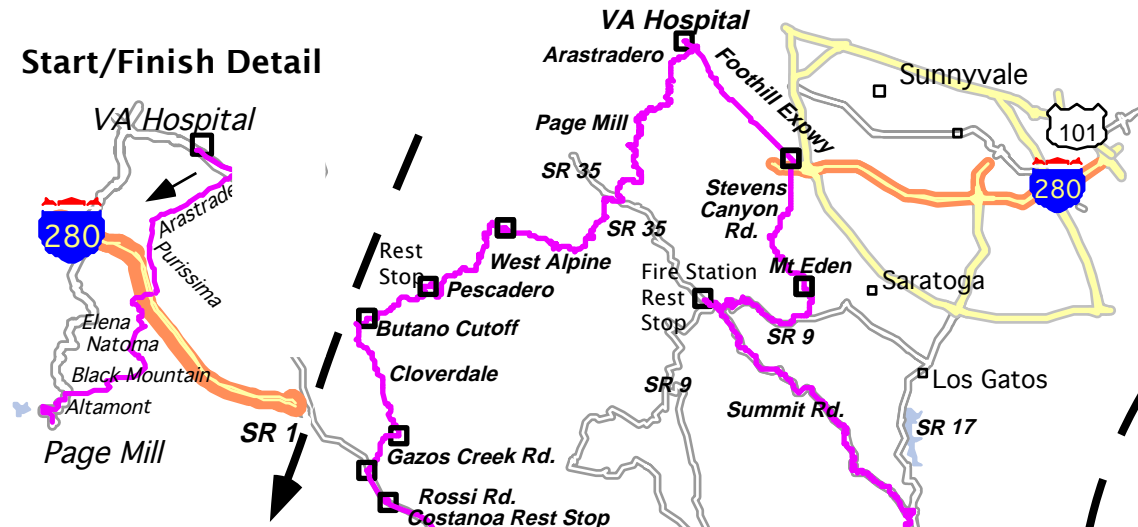 Start/Finish Detail
VA Hospital
Arastrade
280
Purissima
Elena
Natoma
Black Mountain
Altamont
Page Mill
SR 1
VA Hospital
Arastradero
Foothill Expwy
Page Mill
SR 35
SR 35
West Alpine
Rest
Stop
Pescadero
Butano Cutoff
Cloverdale
Gazos Creek Rd.
Rossi Rd.
Costanoa Rest Stop
Sunnyvale
101
280
Stevens
Canyon
Rd.
Mt Eden
Saratoga
Fire Station
Rest
Stop
SR 9
SR 9
Los Gatos
Summit Rd.
SR 17